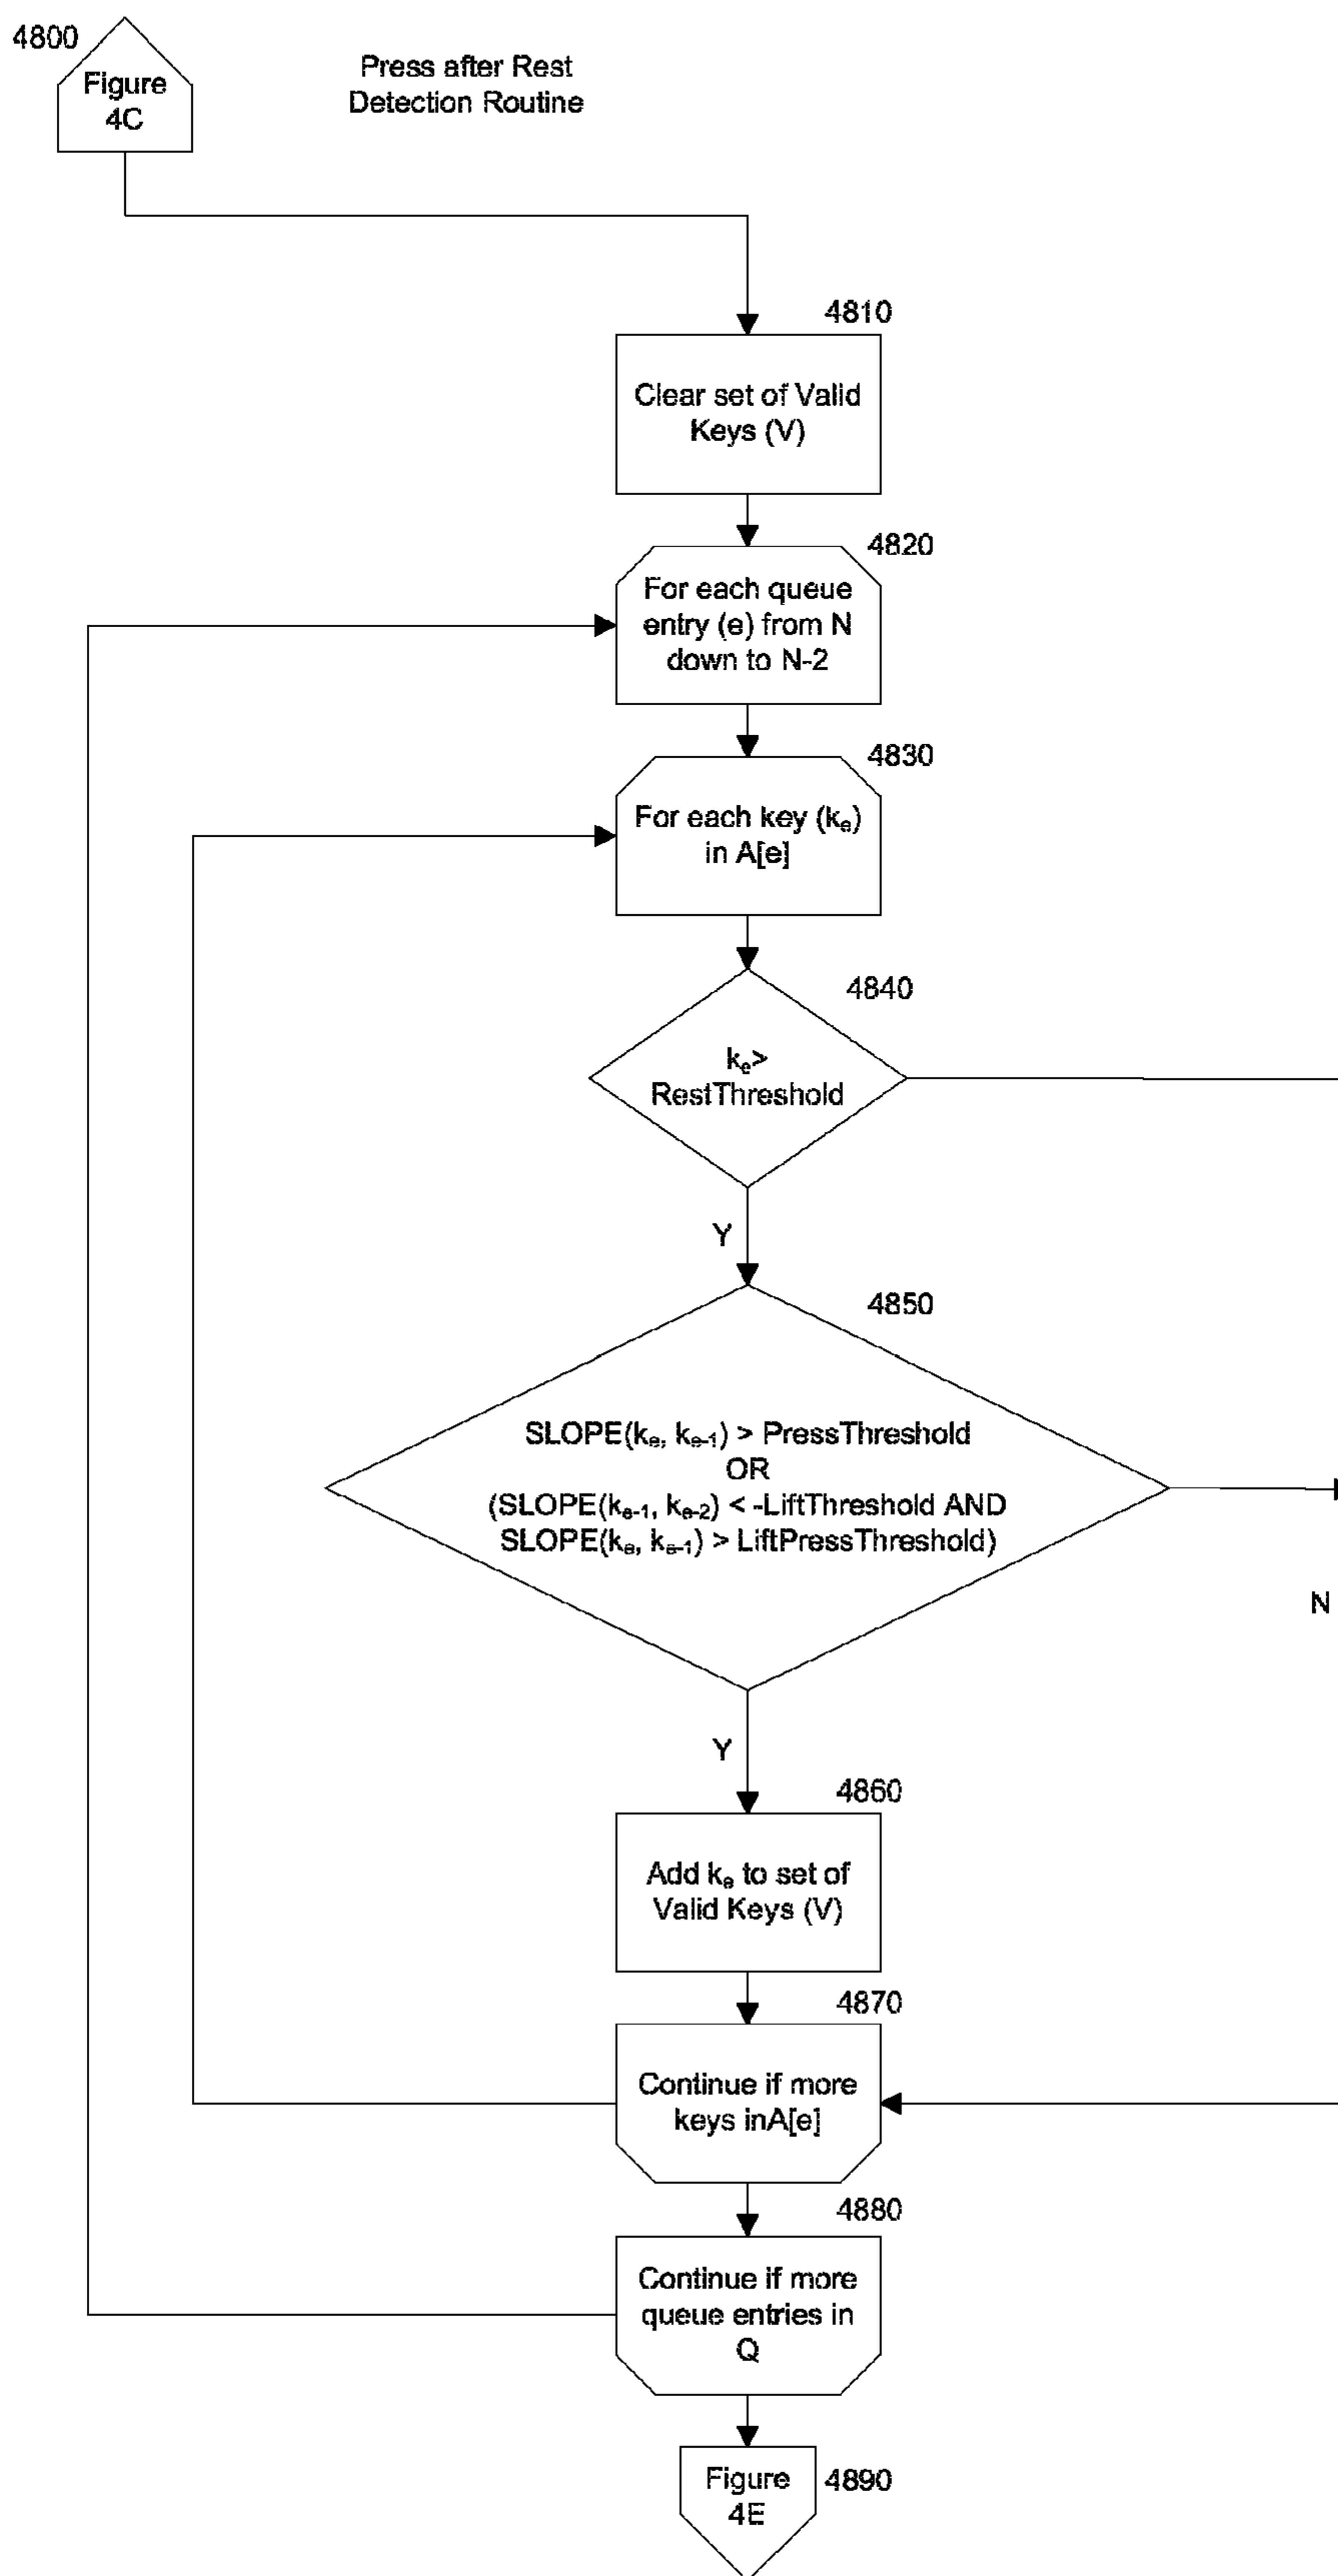 4800
Figure
4C
Press after Rest
Detection Routine
4810
Clear set of Valid
Keys (V)
4820
For each queue
entry (e) from N
down to N-2
4830
For each key (kₑ)
in A[e]
4840
kₑ>
RestThreshold
Y
4850
SLOPE(kₑ, kₑ₋₁) > PressThreshold
OR
(SLOPE(kₑ₋₁, kₑ₋₂) < -LiftThreshold AND
SLOPE(kₑ, kₑ₋₁) > LiftPressThreshold)
N
Y
4860
Add kₑ to set of
Valid Keys (V)
4870
Continue if more
keys inA[e]
4880
Continue if more
queue entries in
Q
Figure
4E
4890